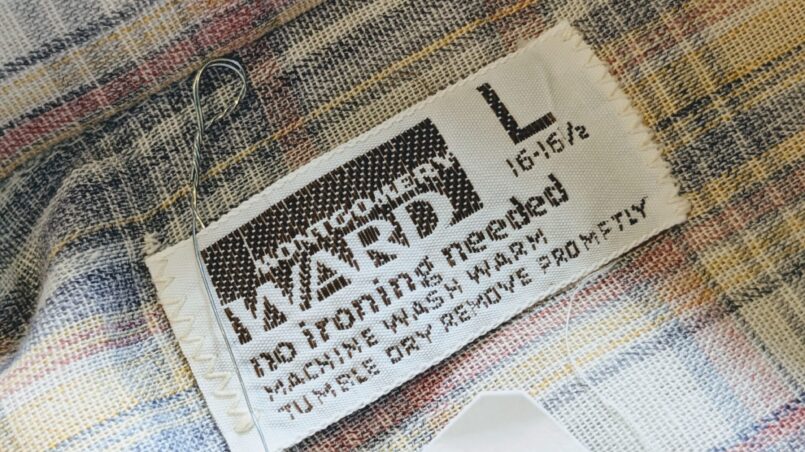 MONTGOMERY
WARD
L
16-16½
no ironing needed
MACHINE WASH WARM
TUMBLE DRY REMOVE PROMPTLY